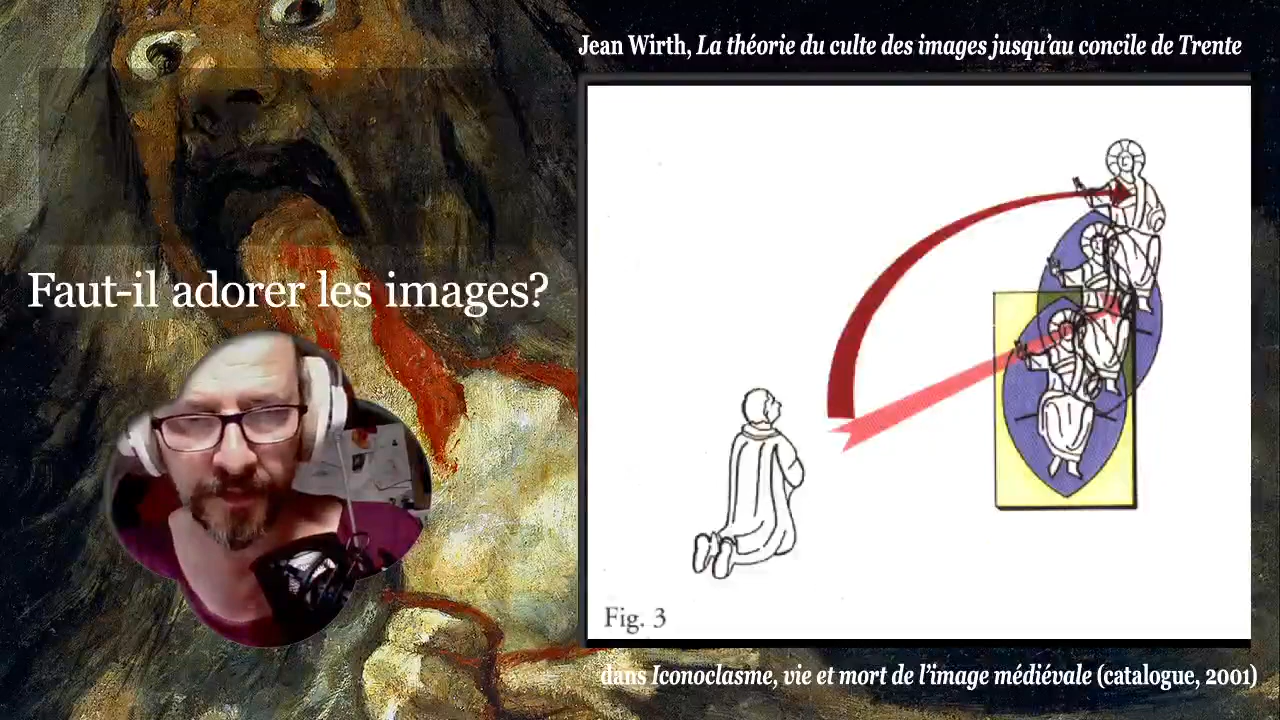 Jean Wirth, La théorie du culte des images jusqu'au concile de Trente
Faut-il adorer les images?
Fig. 3
dans Iconoclasme, vie et mort de l'image médiévale (catalogue, 2001)